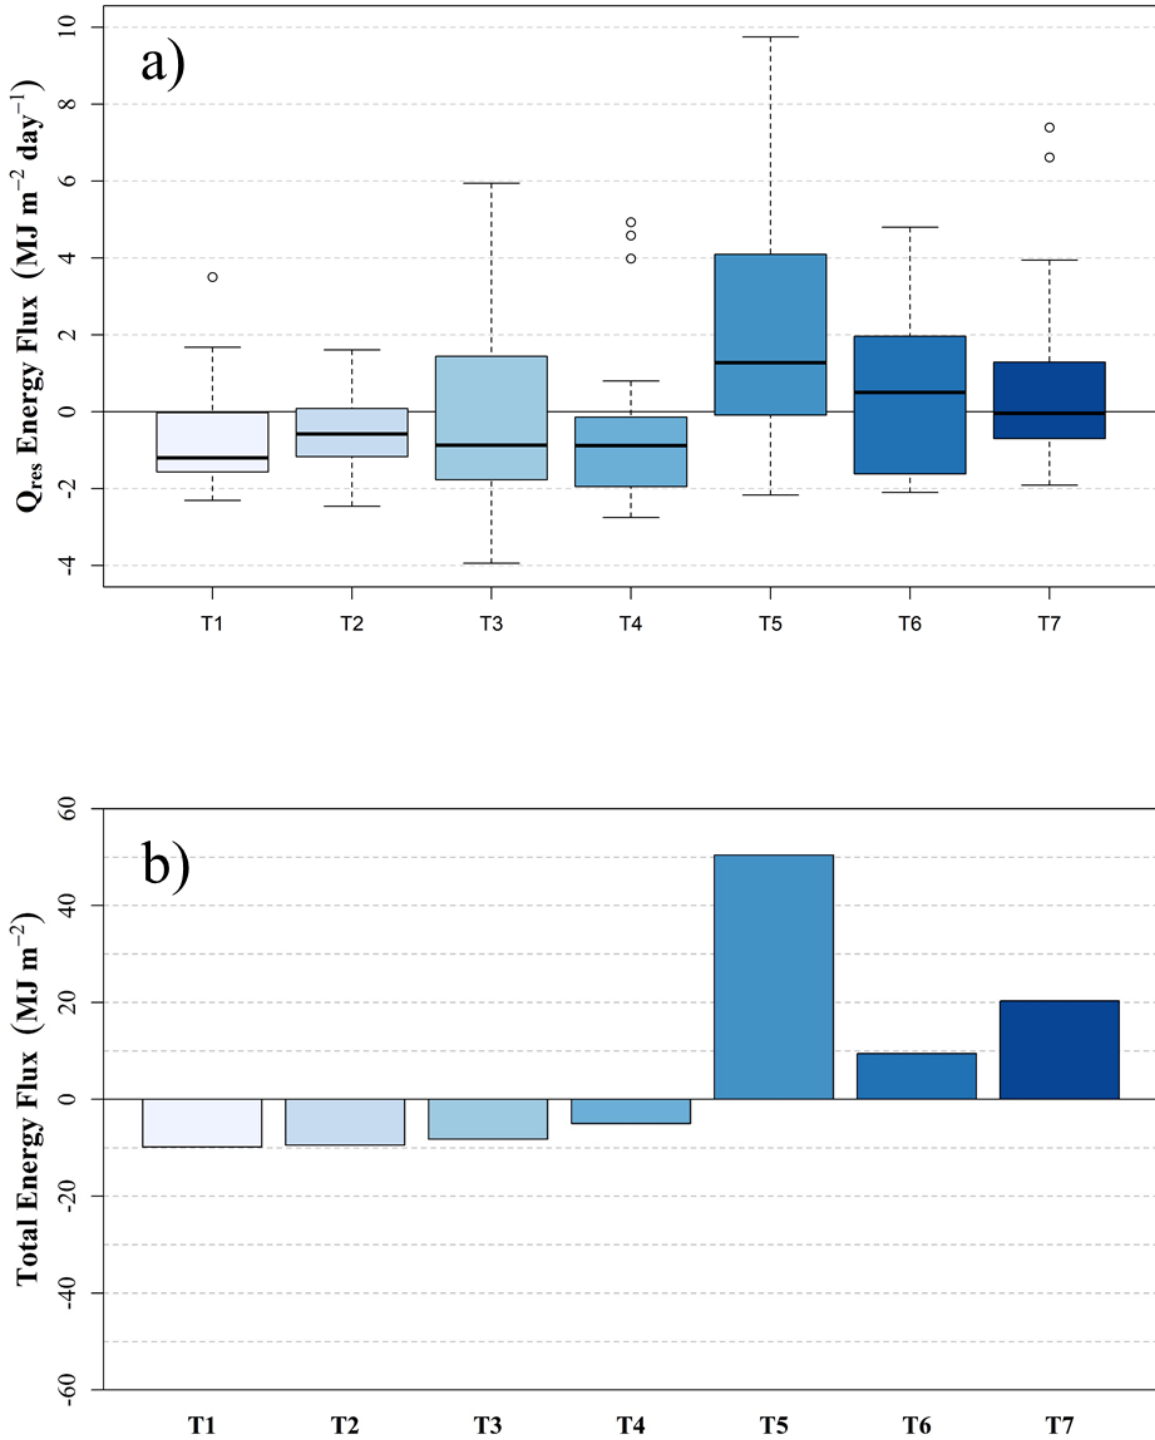 a)
Qres Energy Flux (MJ m−2 day−1)
10
8
6
4
2
0
-2
-4
T1 T2 T3 T4 T5 T6 T7
b)
Total Energy Flux (MJ m−2)
60
40
20
0
-20
-40
-60
T1 T2 T3 T4 T5 T6 T7